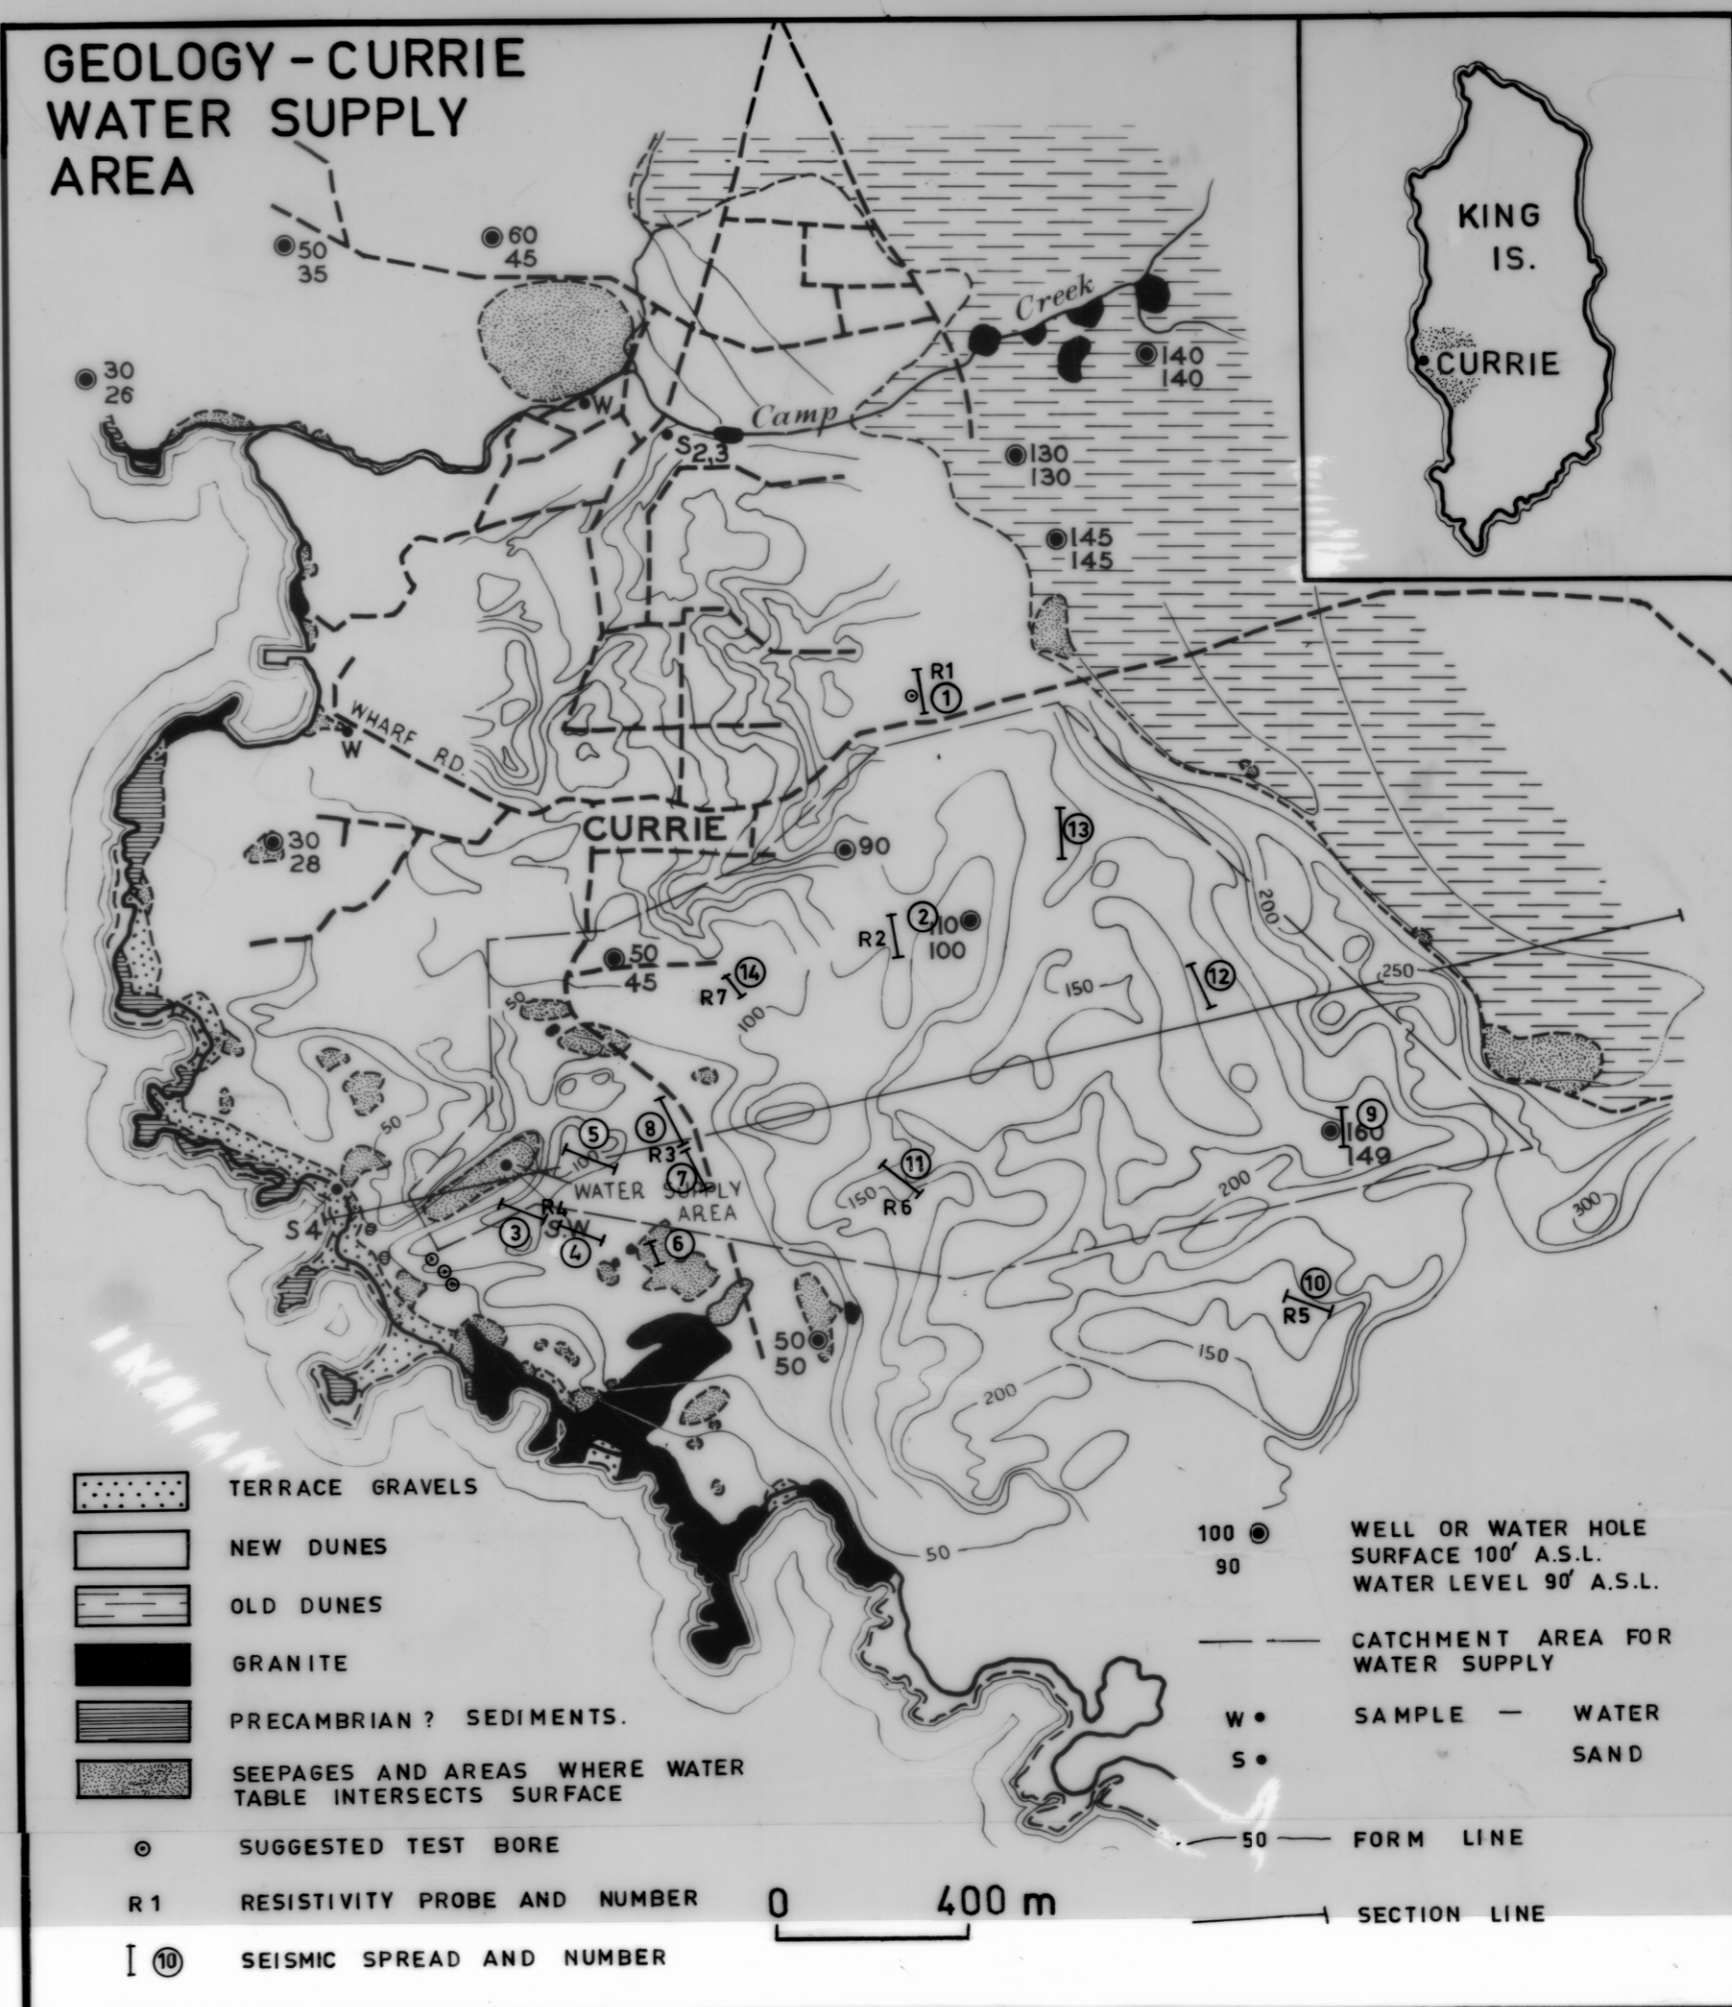 GEOLOGY - CURRIE
WATER SUPPLY
AREA
KING
IS.
CURRIE
50
35
60
45
30
26
Creek
140
140
W
Camp
S2,3
130
130
145
145
R1
1
WHARF RD.
W
CURRIE
90
13
30
28
200
2
110
100
R2
50
45
14
R7
100
150
12
250
50
50
5
8
R3
7
100
9
160
149
11
150
R6
200
300
WATER SUPPLY
AREA
S4
R4
3
S.W
4
6
10
R5
50
50
150
200
50
INDIAN
TERRACE GRAVELS
NEW DUNES
OLD DUNES
GRANITE
PRECAMBRIAN? SEDIMENTS.
SEEPAGES AND AREAS WHERE WATER
TABLE INTERSECTS SURFACE
SUGGESTED TEST BORE
R1 RESISTIVITY PROBE AND NUMBER
10 SEISMIC SPREAD AND NUMBER
0 400 m
100
90
WELL OR WATER HOLE
SURFACE 100' A.S.L.
WATER LEVEL 90' A.S.L.
CATCHMENT AREA FOR
WATER SUPPLY
W SAMPLE — WATER
S SAND
50 FORM LINE
SECTION LINE